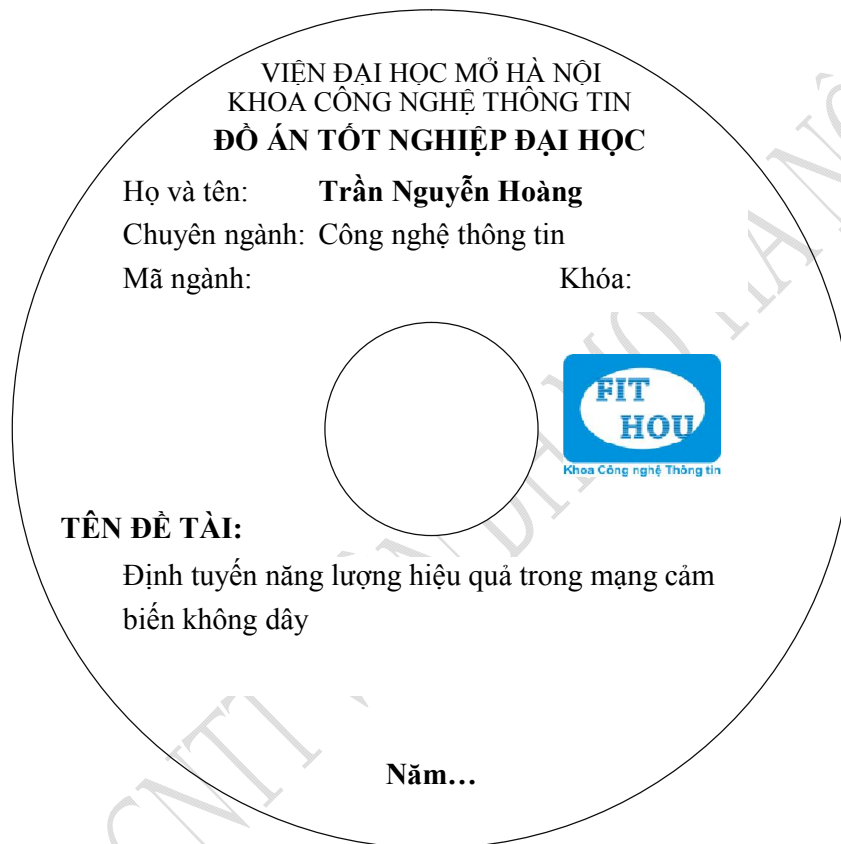 VIỆN ĐẠI HỌC MỞ HÀ NỘI
KHOA CÔNG NGHỆ THÔNG TIN
ĐỒ ÁN TỐT NGHIỆP ĐẠI HỌC
Họ và tên: Trần Nguyễn Hoàng
Chuyên ngành: Công nghệ thông tin
Mã ngành: Khóa:
FIT
HOU
Khoa Công nghệ Thông tin
TÊN ĐỀ TÀI:
Định tuyến năng lượng hiệu quả trong mạng cảm
biến không dây
Năm…